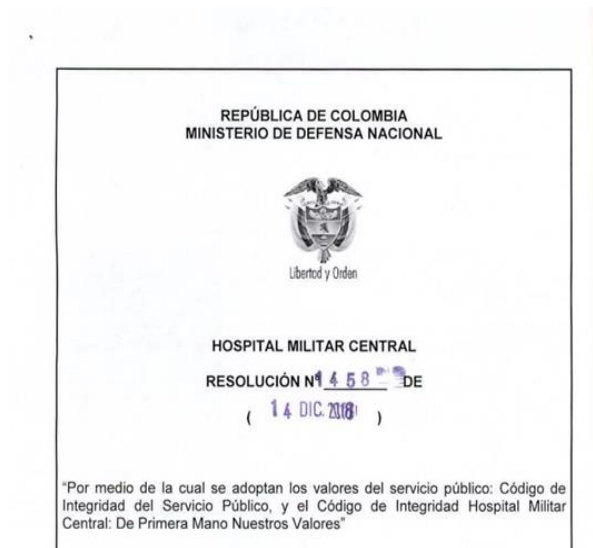 REPÚBLICA DE COLOMBIA
MINISTERIO DE DEFENSA NACIONAL
Libertad y Orden
HOSPITAL MILITAR CENTRAL
RESOLUCIÓN Nº 1458 DE
( 14 DIC. 2018 )
"Por medio de la cual se adoptan los valores del servicio público: Código de
Integridad del Servicio Público, y el Código de Integridad Hospital Militar
Central: De Primera Mano Nuestros Valores"